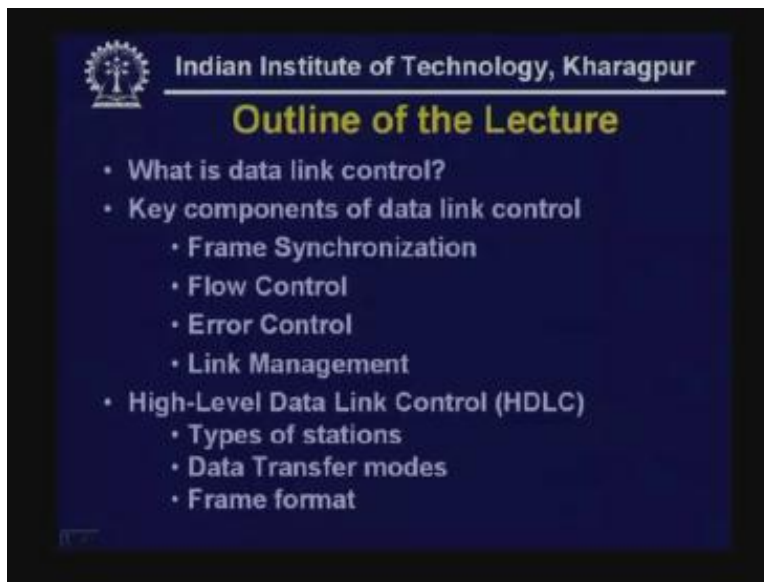 Indian Institute of Technology, Kharagpur
Outline of the Lecture
• What is data link control?
• Key components of data link control
• Frame Synchronization
• Flow Control
• Error Control
• Link Management
• High-Level Data Link Control (HDLC)
• Types of stations
• Data Transfer modes
• Frame format